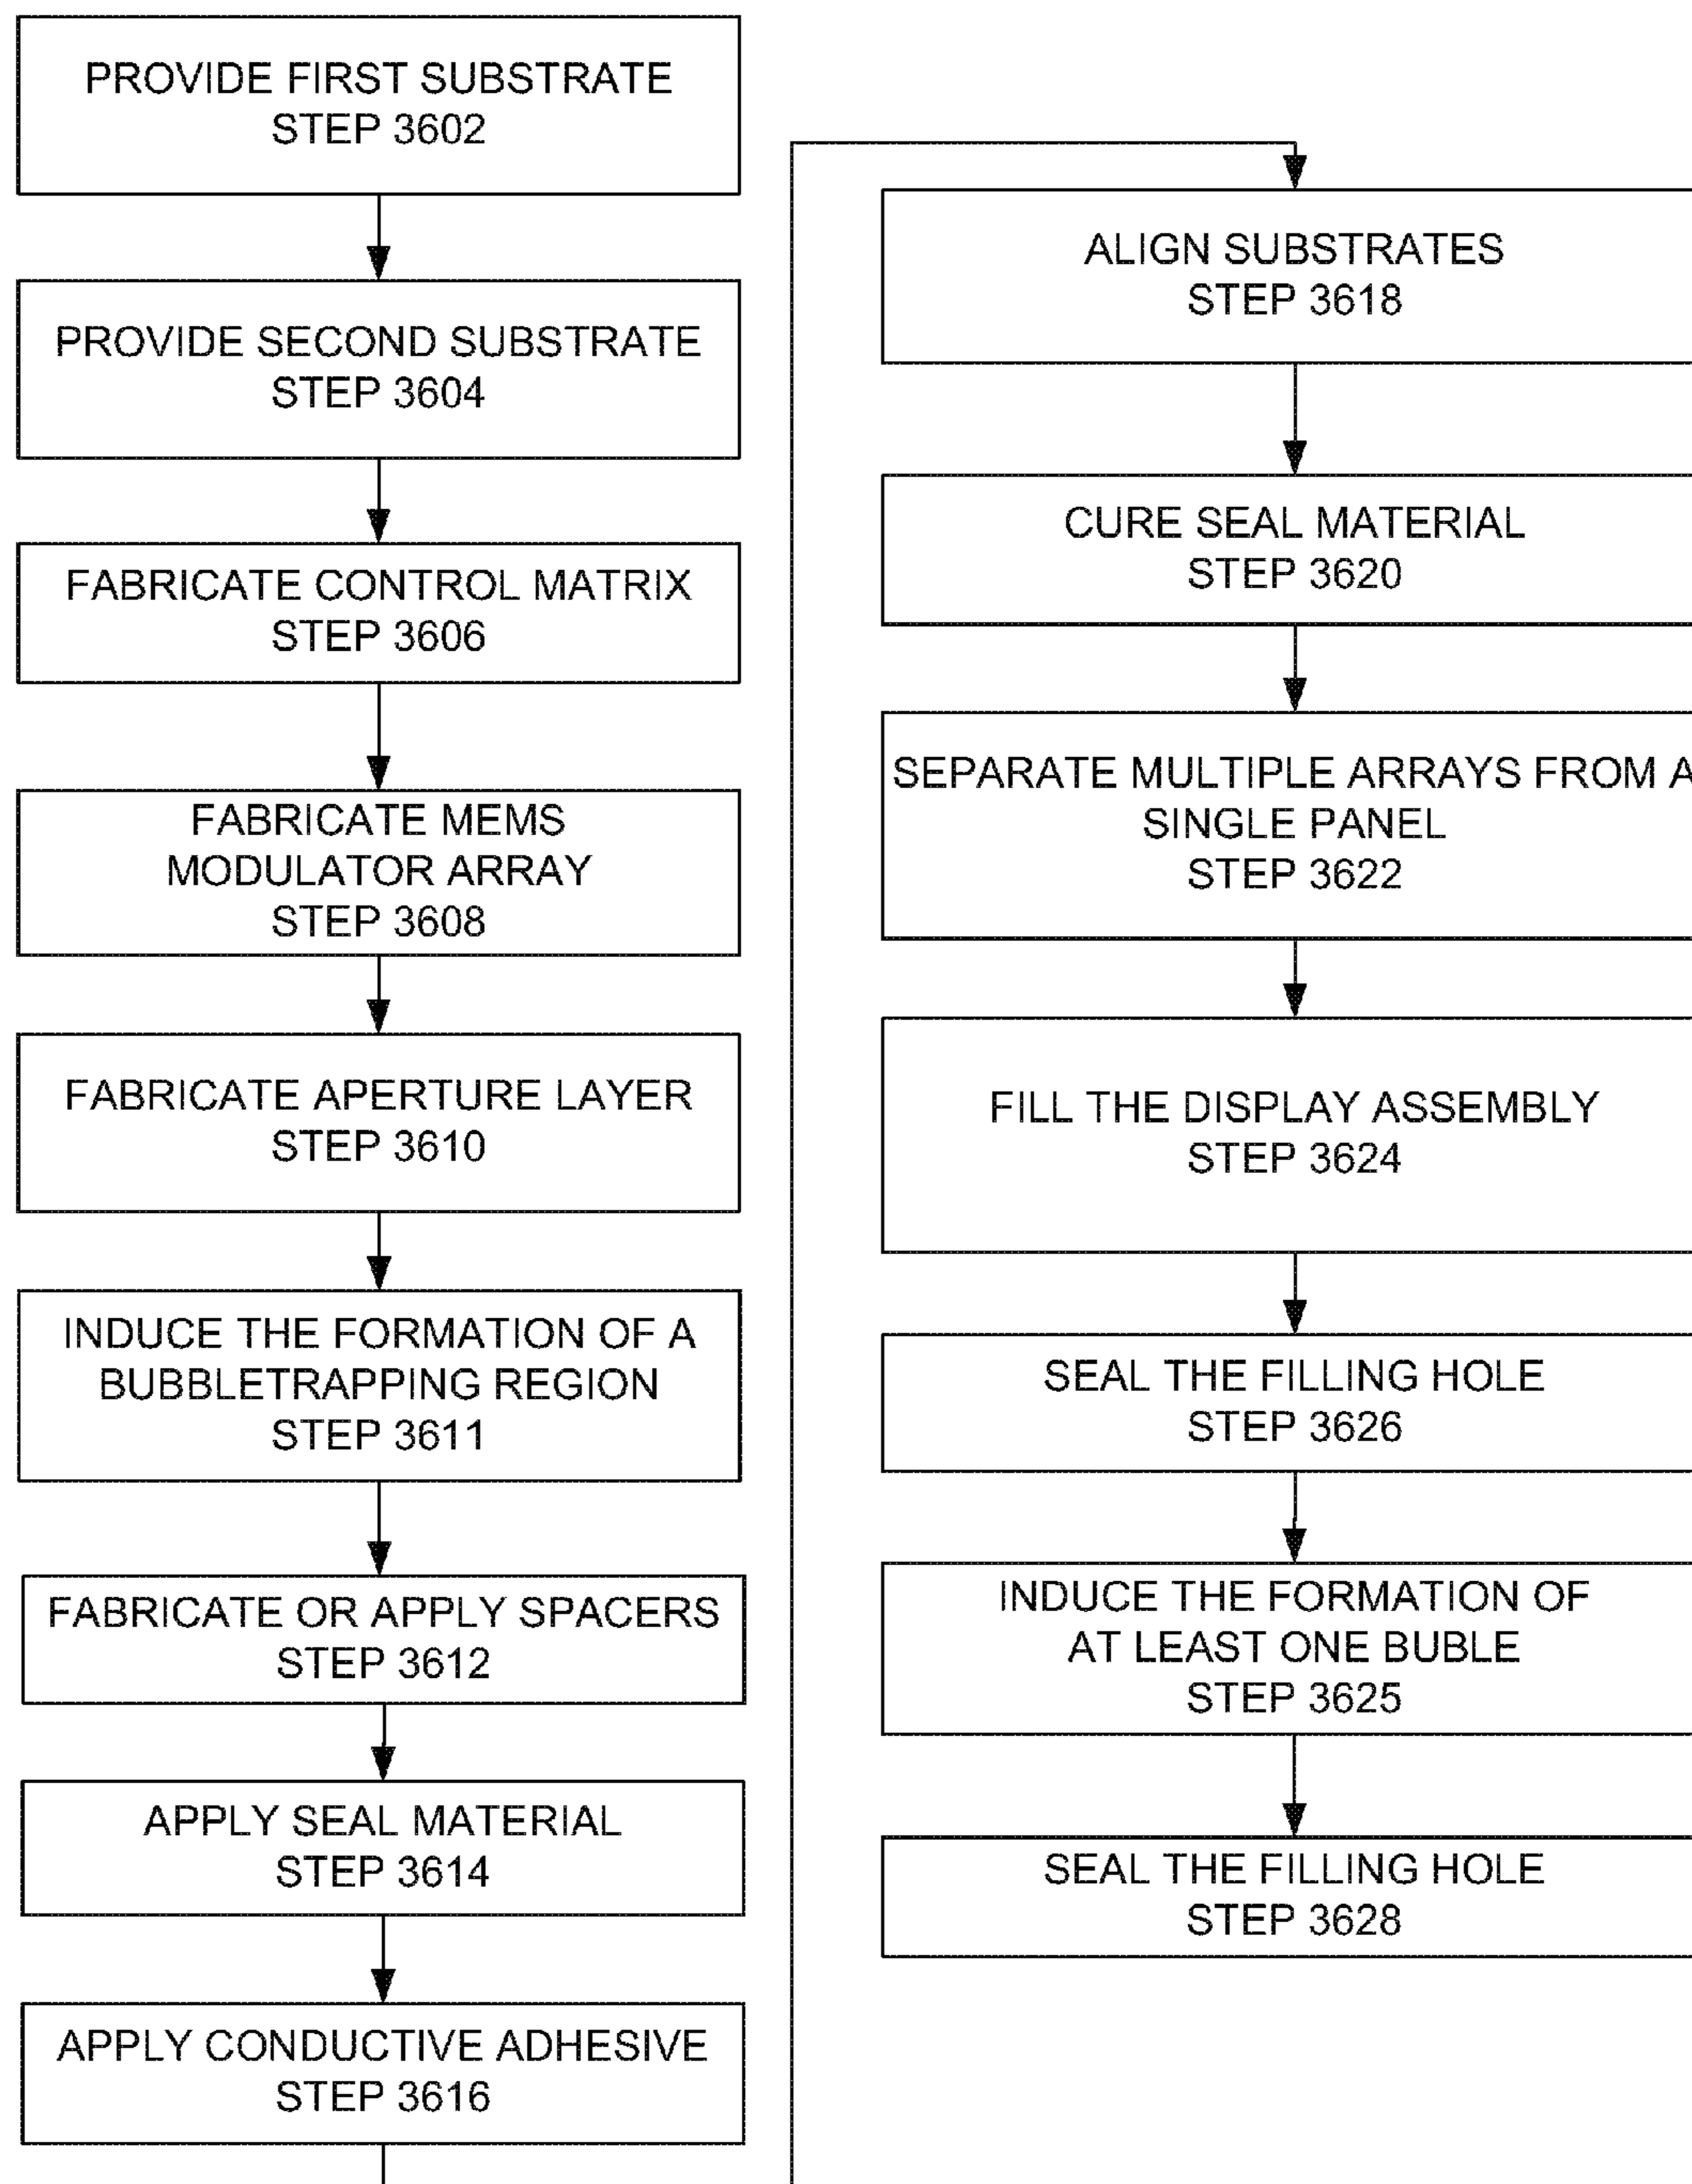 PROVIDE FIRST SUBSTRATE
STEP 3602
PROVIDE SECOND SUBSTRATE
STEP 3604
FABRICATE CONTROL MATRIX
STEP 3606
FABRICATE MEMS
MODULATOR ARRAY
STEP 3608
FABRICATE APERTURE LAYER
STEP 3610
INDUCE THE FORMATION OF A
BUBBLETRAPPING REGION
STEP 3611
FABRICATE OR APPLY SPACERS
STEP 3612
APPLY SEAL MATERIAL
STEP 3614
APPLY CONDUCTIVE ADHESIVE
STEP 3616
ALIGN SUBSTRATES
STEP 3618
CURE SEAL MATERIAL
STEP 3620
SEPARATE MULTIPLE ARRAYS FROM A
SINGLE PANEL
STEP 3622
FILL THE DISPLAY ASSEMBLY
STEP 3624
SEAL THE FILLING HOLE
STEP 3626
INDUCE THE FORMATION OF
AT LEAST ONE BUBLE
STEP 3625
SEAL THE FILLING HOLE
STEP 3628